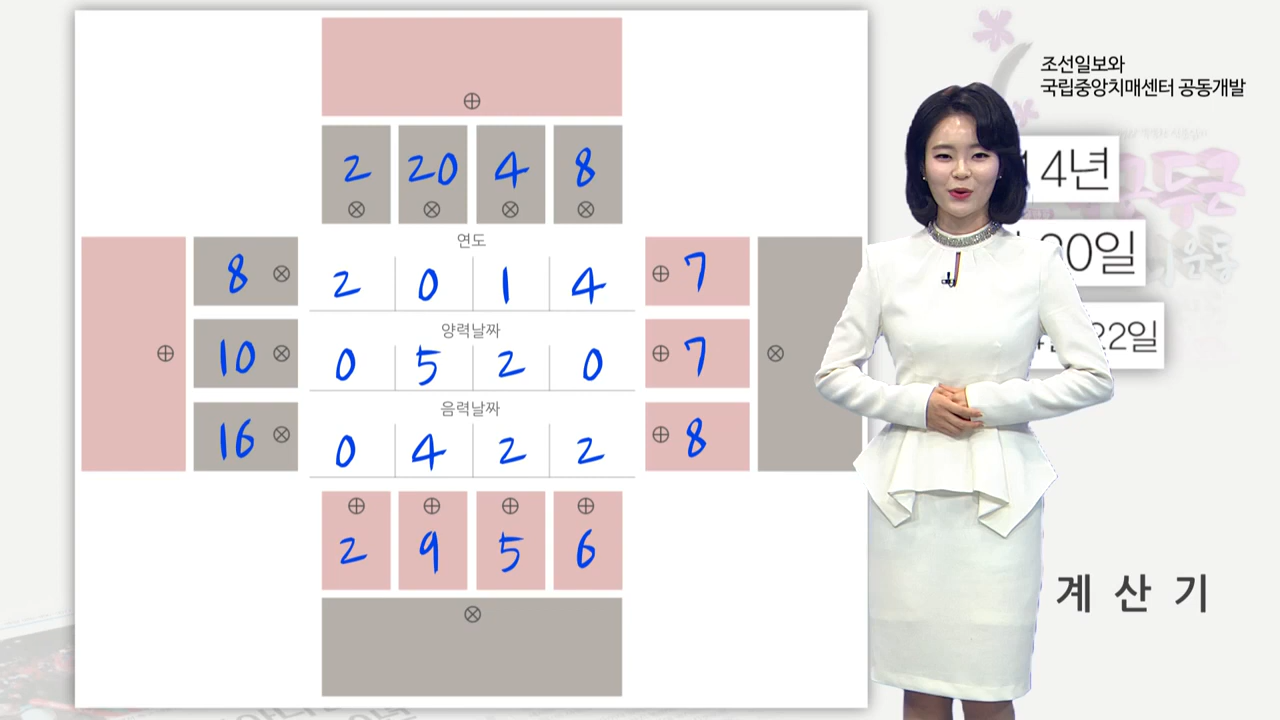 조선일보와
국립중앙치매센터 공동개발
4년
20일
22일
⊕
2 20 4 8
⊗ ⊗ ⊗ ⊗
연도
8 ⊗ 2 0 1 4 ⊕ 7
양력날짜
⊕ 10 ⊗ 0 5 2 0 ⊕ 7 ⊗
음력날짜
16 ⊗ 0 4 2 2 ⊕ 8
⊕ ⊕ ⊕ ⊕
2 9 5 6
⊗
계산기